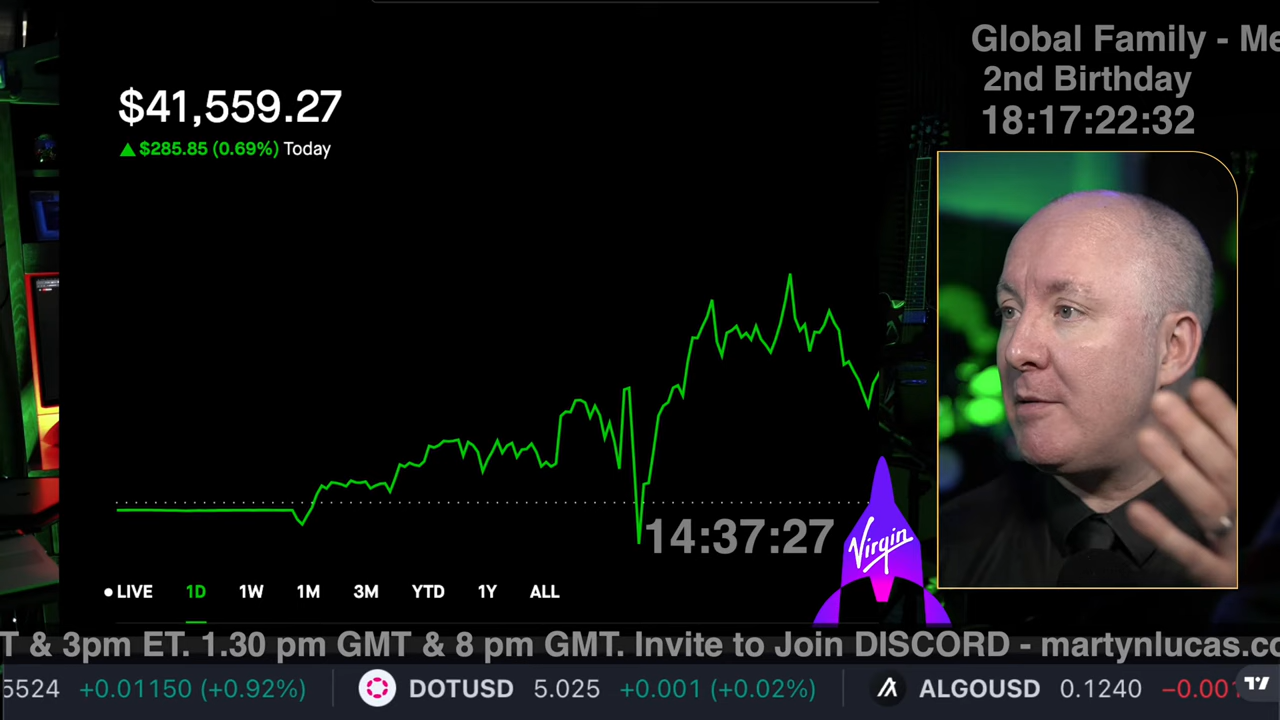 Global Family - Me
2nd Birthday
18:17:22:32
$41,559.27
▲ $285.85 (0.69%) Today
14:37:27
Virgin
• LIVE 1D 1W 1M 3M YTD 1Y ALL
T & 3pm ET. 1.30 pm GMT & 8 pm GMT. Invite to Join DISCORD - martynlucas.co
5524 +0.01150 (+0.92%) DOTUSD 5.025 +0.001 (+0.02%) ALGOUSD 0.1240 −0.001